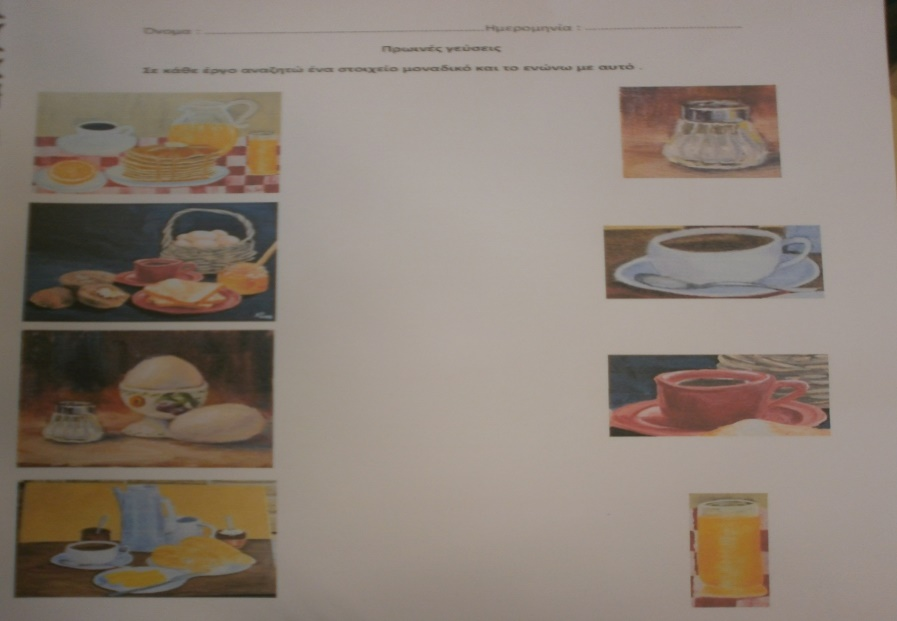 Όνομα : Ημερομηνία :
Πρωινές γεύσεις
Σε κάθε έργο αναζητώ ένα στοιχείο μοναδικό και το ενώνω με αυτό .